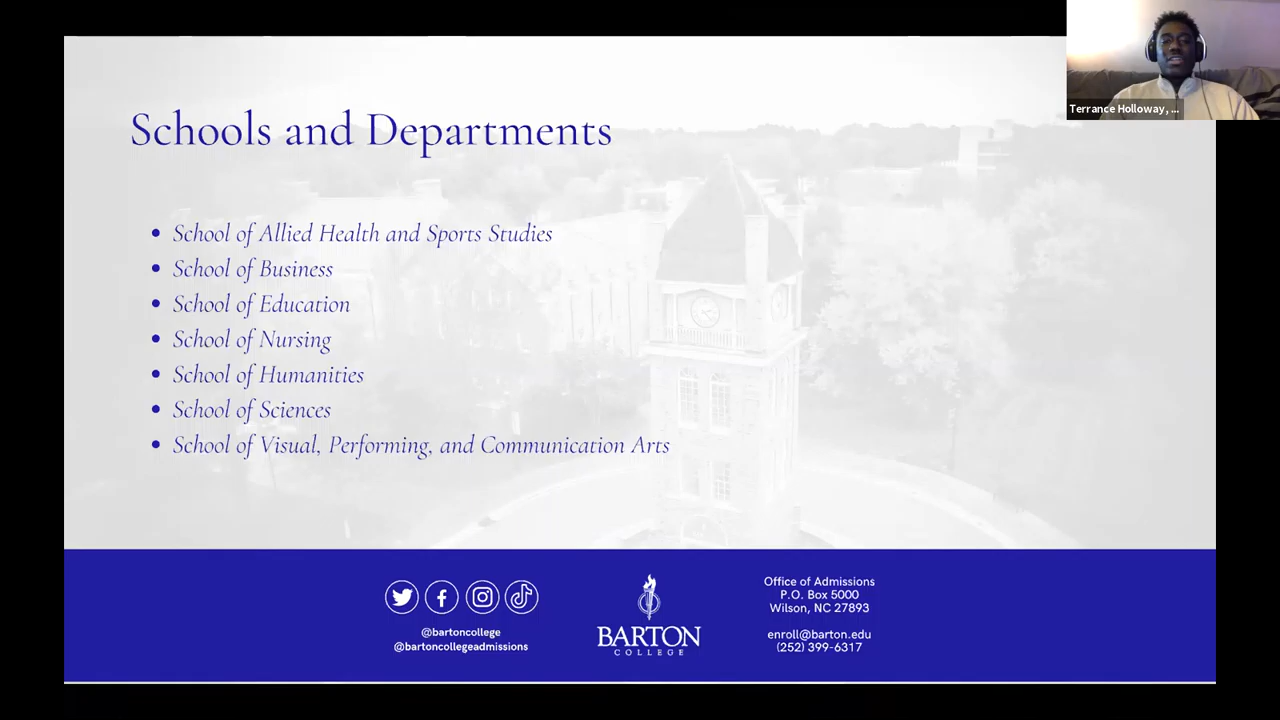 Schools and Departments
School of Allied Health and Sports Studies
School of Business
School of Education
School of Nursing
School of Humanities
School of Sciences
School of Visual, Performing, and Communication Arts
@bartoncollege
@bartoncollegeadmissions
BARTON
COLLEGE
Office of Admissions
P.O. Box 5000
Wilson, NC 27893
enroll@barton.edu
(252) 399-6317
Terrance Holloway, ...